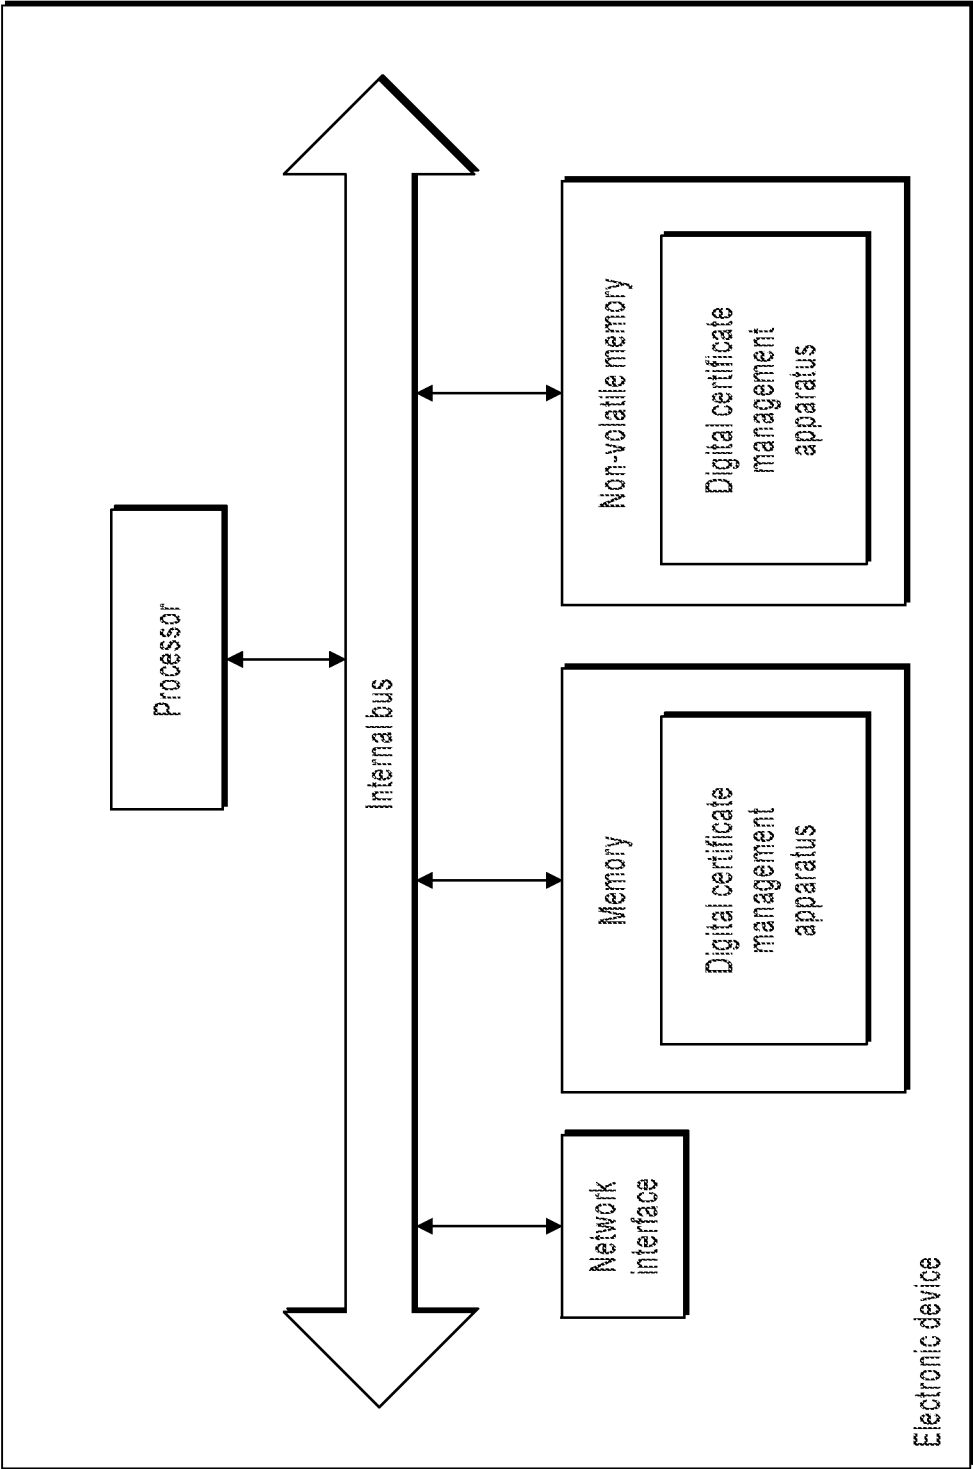 Processor
Internal bus
Network
interface
Memory
Digital certificate
management
apparatus
Non-volatile memory
Digital certificate
management
apparatus
Electronic device